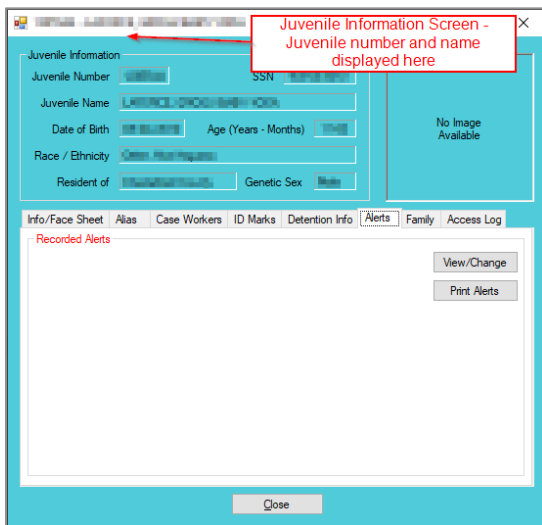 Juvenile Information Screen -
Juvenile number and name
displayed here
Juvenile Information
Juvenile Number SSN
Juvenile Name
Date of Birth Age (Years - Months)
Race / Ethnicity
Resident of Genetic Sex
No Image
Available
Info/Face Sheet Alias Case Workers ID Marks Detention Info Alerts Family Access Log
Recorded Alerts
View/Change
Print Alerts
Close